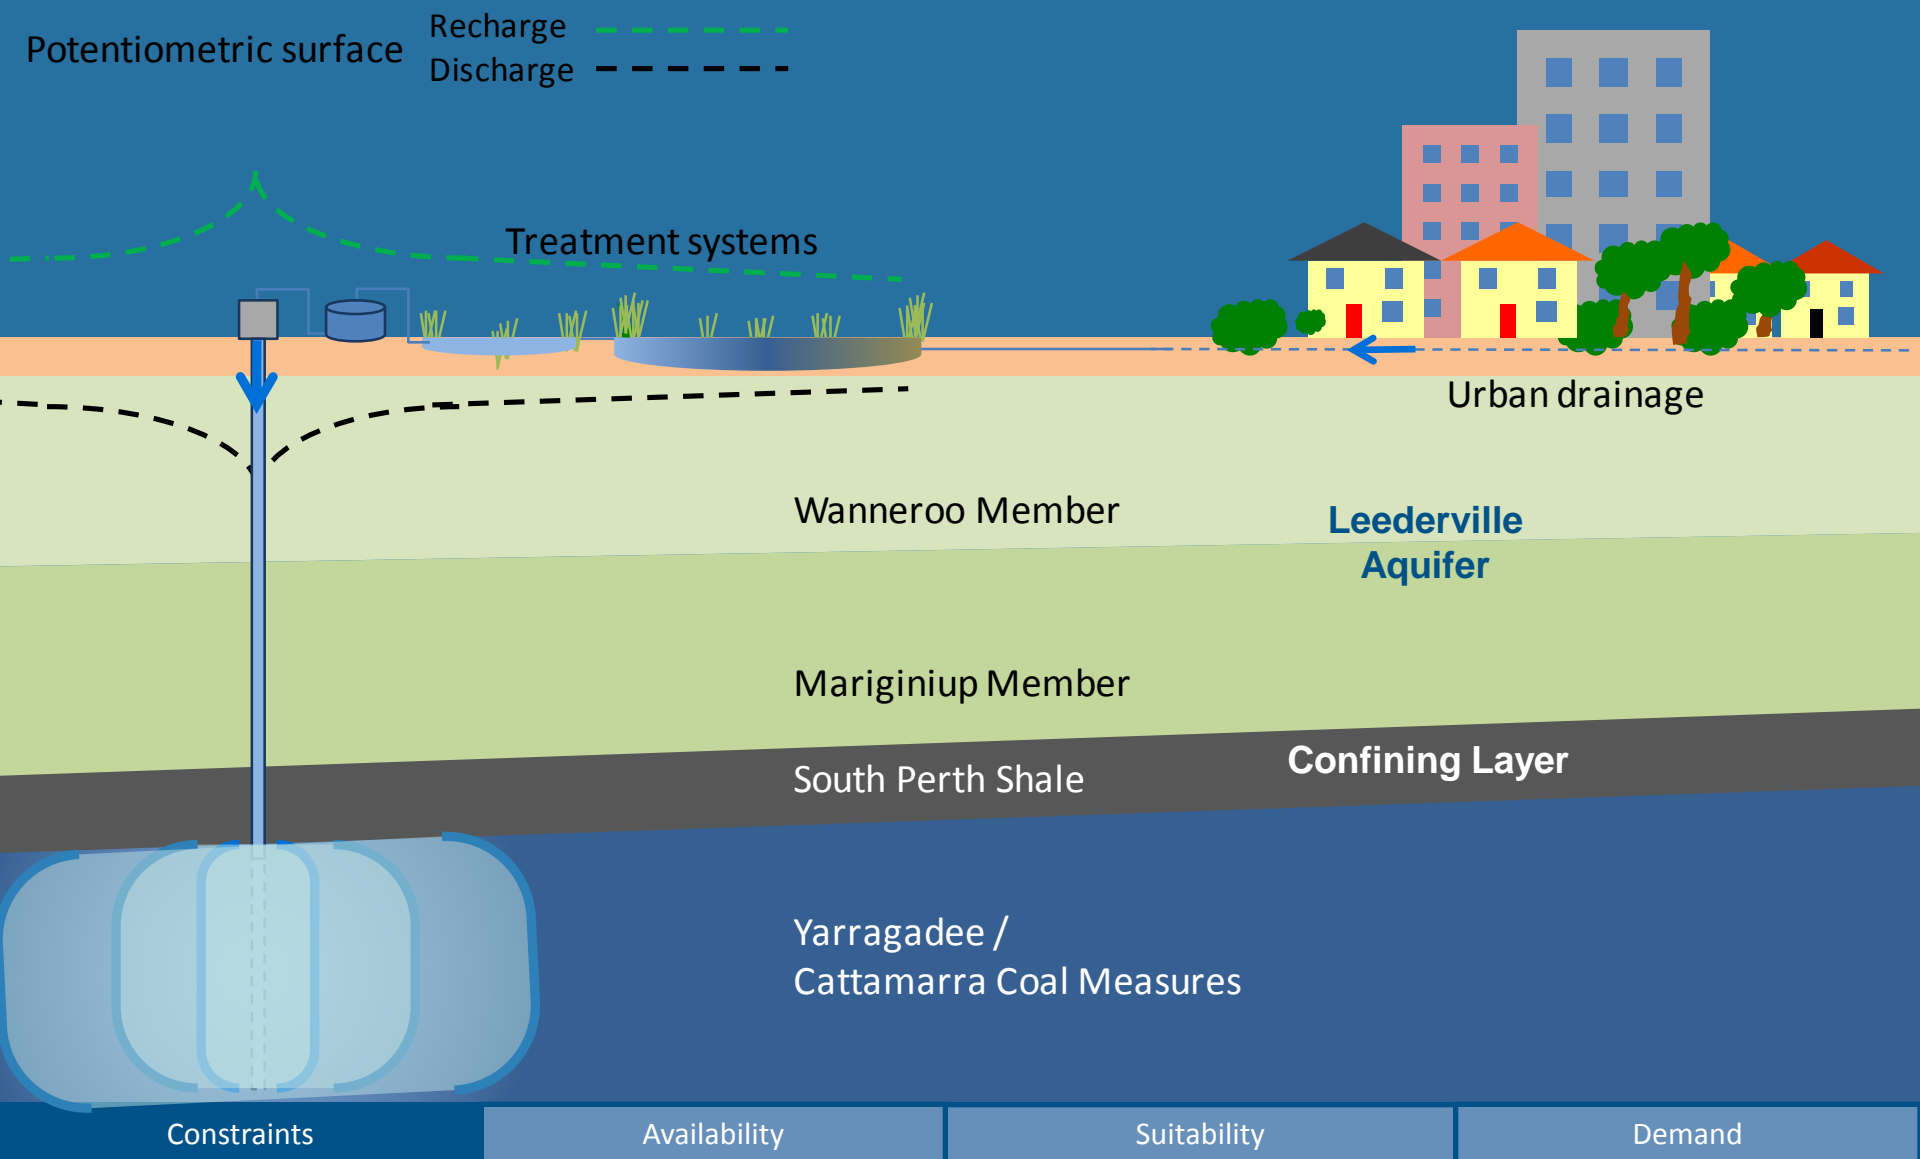 Potentiometric surface
Recharge
Discharge
Treatment systems
Urban drainage
Wanneroo Member
Leederville
Aquifer
Mariginiup Member
South Perth Shale
Confining Layer
Yarragadee /
Cattamarra Coal Measures
Constraints
Availability
Suitability
Demand